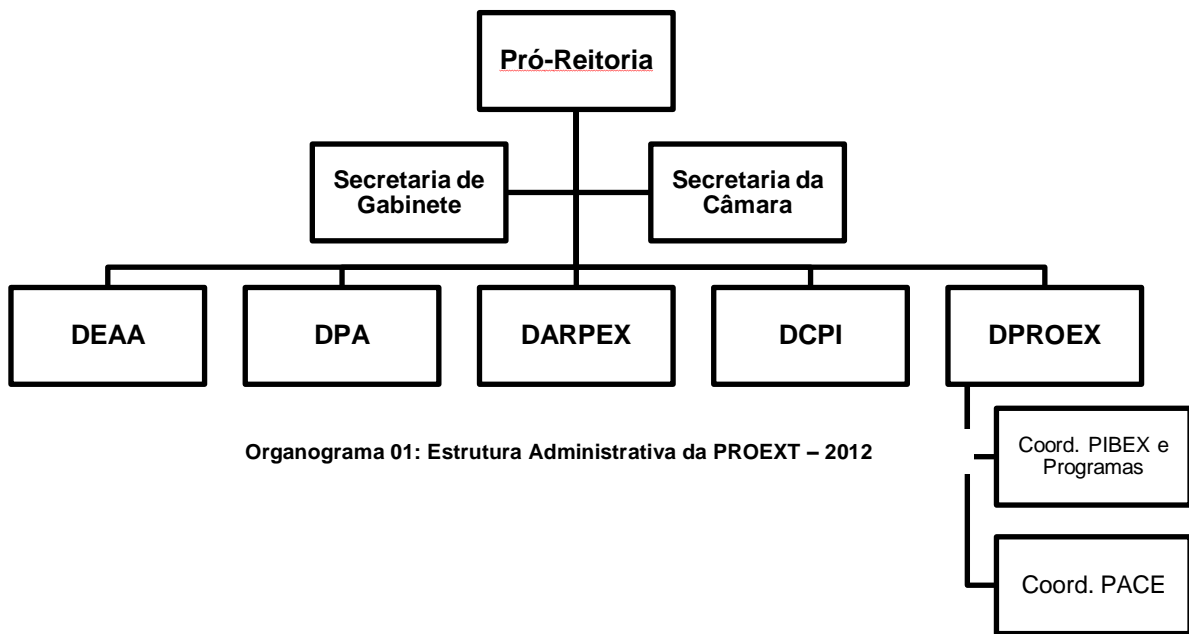 Pró-Reitoria
Secretaria de
Gabinete
Secretaria da
Câmara
DEAA
DPA
DARPEX
DCPI
DPROEX
Organograma 01: Estrutura Administrativa da PROEXT – 2012
Coord. PIBEX e
Programas
Coord. PACE